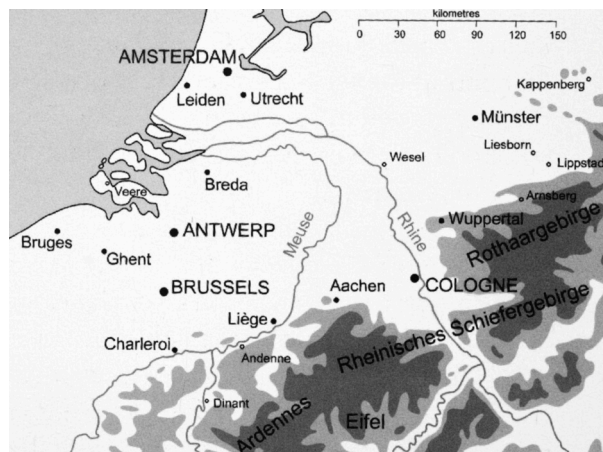 kilometres
0 30 60 90 120 150
AMSTERDAM
Leiden
Utrecht
Kappenberg
Münster
Liesborn
Lippstad
Wesel
Veere
Breda
Arnsberg
Wuppertal
Rothaargebirge
Bruges
Ghent
ANTWERP
Meuse
Rhine
BRUSSELS
Aachen
COLOGNE
Liège
Rheinisches Schiefergebirge
Charleroi
Andenne
Dinant
Ardennes
Eifel